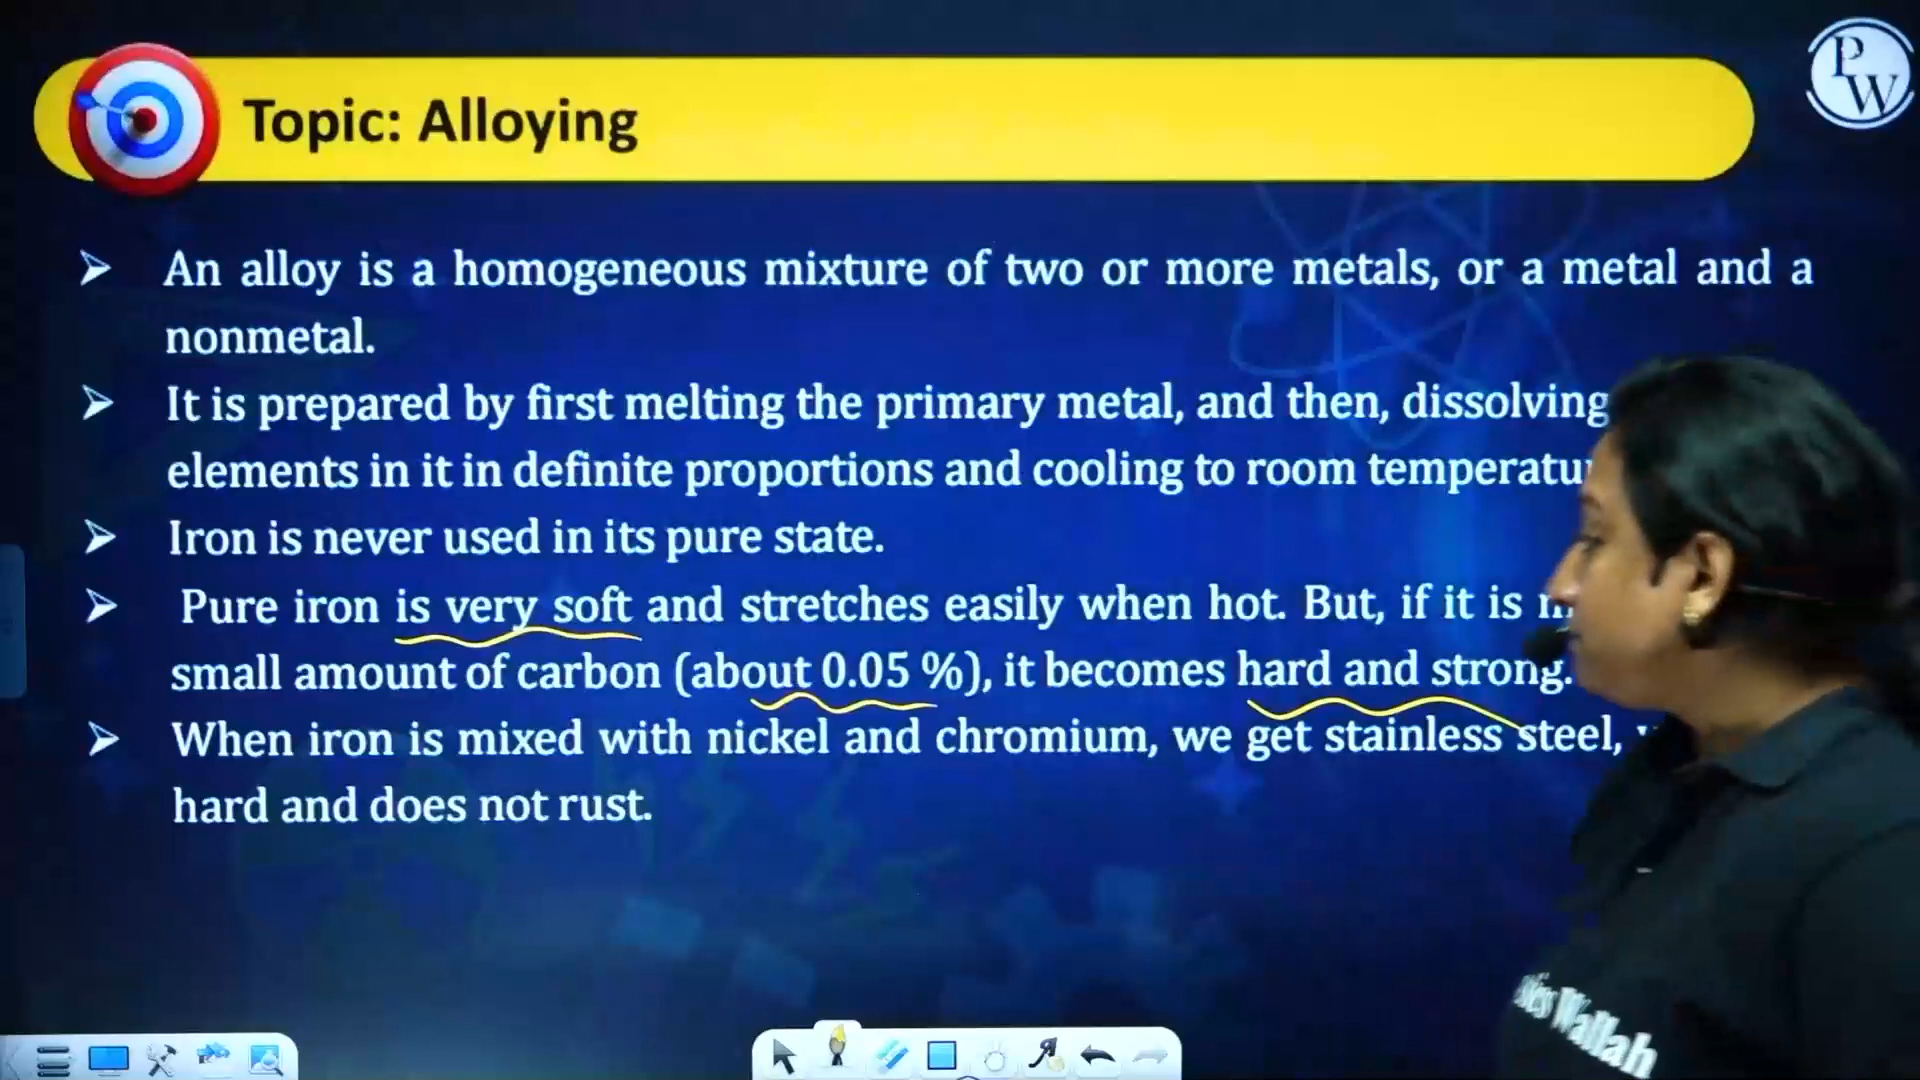 PW
Topic: Alloying
➢ An alloy is a homogeneous mixture of two or more metals, or a metal and a
nonmetal.
➢ It is prepared by first melting the primary metal, and then, dissolving
elements in it in definite proportions and cooling to room
➢ Iron is never used in its pure state.
➢ Pure iron is very soft and stretches easily when hot. But, if it is
small amount of carbon (about 0.05 %), it becomes hard and strong.
➢ When iron is mixed with nickel and chromium, we get stainless steel,
hard and does not rust.
Wallah